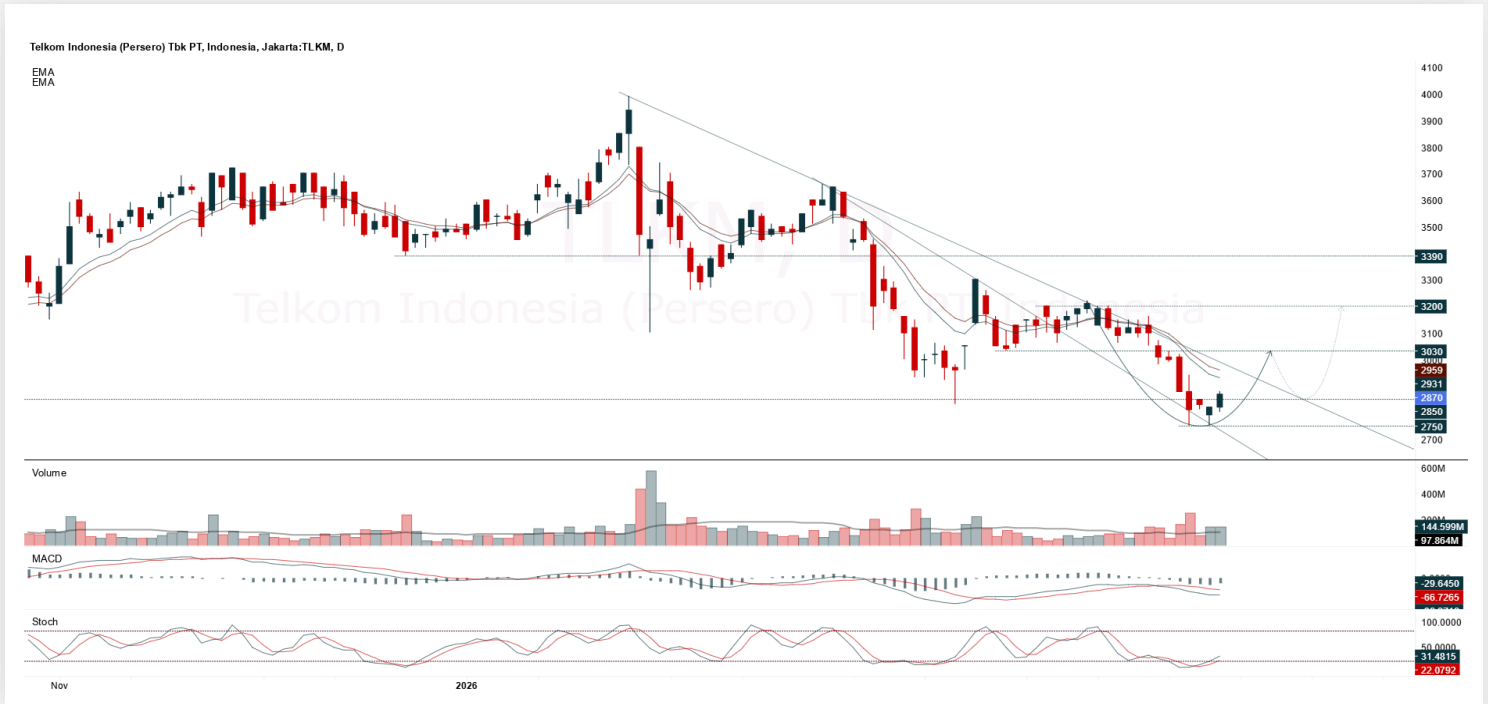 Telkom Indonesia (Persero) Tbk PT, Indonesia, Jakarta:TLKM, D
EMA
EMA
TLKM, D
Telkom Indonesia (Persero) Tbk PT, Indonesia
4100
4000
3900
3800
3700
3600
3500
3390
3300
3200
3100
3030
3000
2959
2931
2870
2850
2750
2700
Volume
600M
400M
200M
144.599M
97.864M
MACD
-29.6450
-66.7265
Stoch
100.0000
50.0000
31.4815
22.0792
Nov
2026